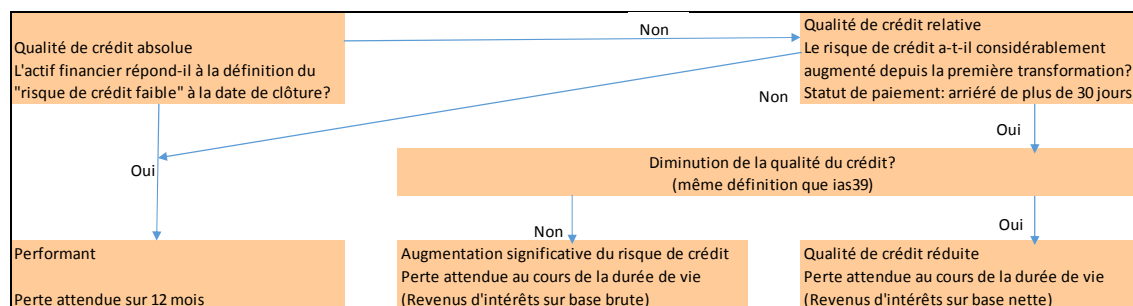 Qualité de crédit absolue
L'actif financier répond-il à la définition du
"risque de crédit faible" à la date de clôture?
Non
Qualité de crédit relative
Le risque de crédit a-t-il considérablement
augmenté depuis la première transformation?
Statut de paiement: arriéré de plus de 30 jours
Non
Oui
Oui
Diminution de la qualité du crédit?
(même définition que ias39)
Non
Oui
Performant
Perte attendue sur 12 mois
Augmentation significative du risque de crédit
Perte attendue au cours de la durée de vie
(Revenus d'intérêts sur base brute)
Qualité de crédit réduite
Perte attendue au cours de la durée de vie
(Revenus d'intérêts sur base nette)